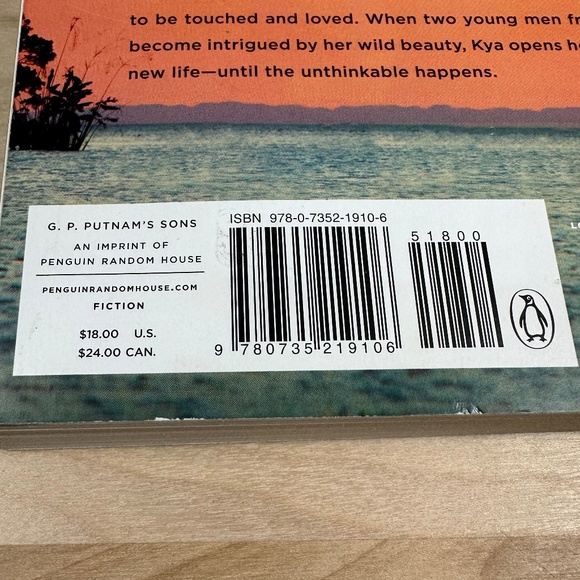 to be touched and loved. When two young men
become intrigued by her wild beauty, Kya opens
new life—until the unthinkable happens.
G. P. PUTNAM'S SONS
AN IMPRINT OF
PENGUIN RANDOM HOUSE
PENGUINRANDOMHOUSE.COM
FICTION
$18.00 U.S.
$24.00 CAN.
ISBN 978-0-7352-1910-6
51800
9 780735 219106